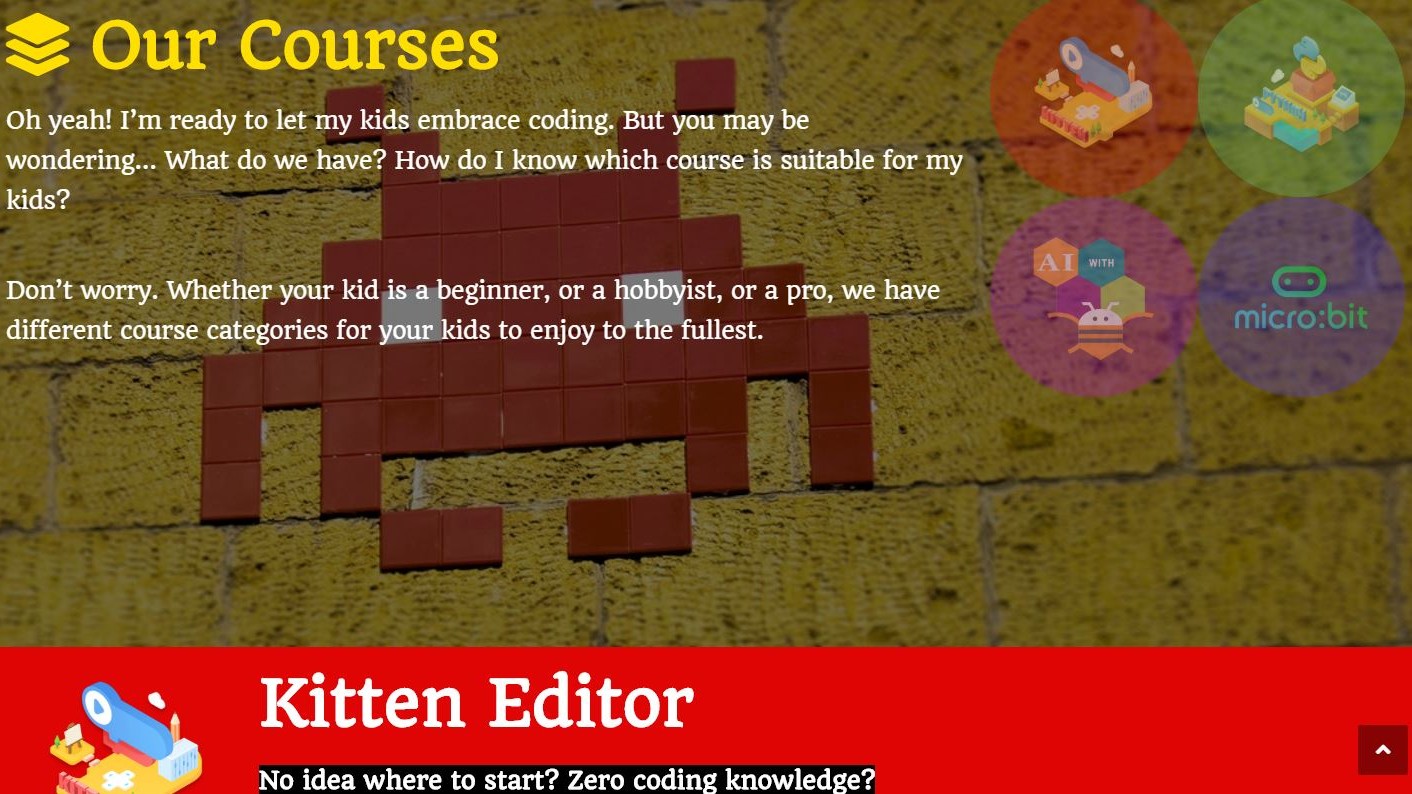 Our Courses
Oh yeah! I’m ready to let my kids embrace coding. But you may be
wondering... What do we have? How do I know which course is suitable for my
kids?
Don’t worry. Whether your kid is a beginner, or a hobbyist, or a pro, we have
different course categories for your kids to enjoy to the fullest.
AI WITH
micro:bit
Kitten Editor
No idea where to start? Zero coding knowledge?